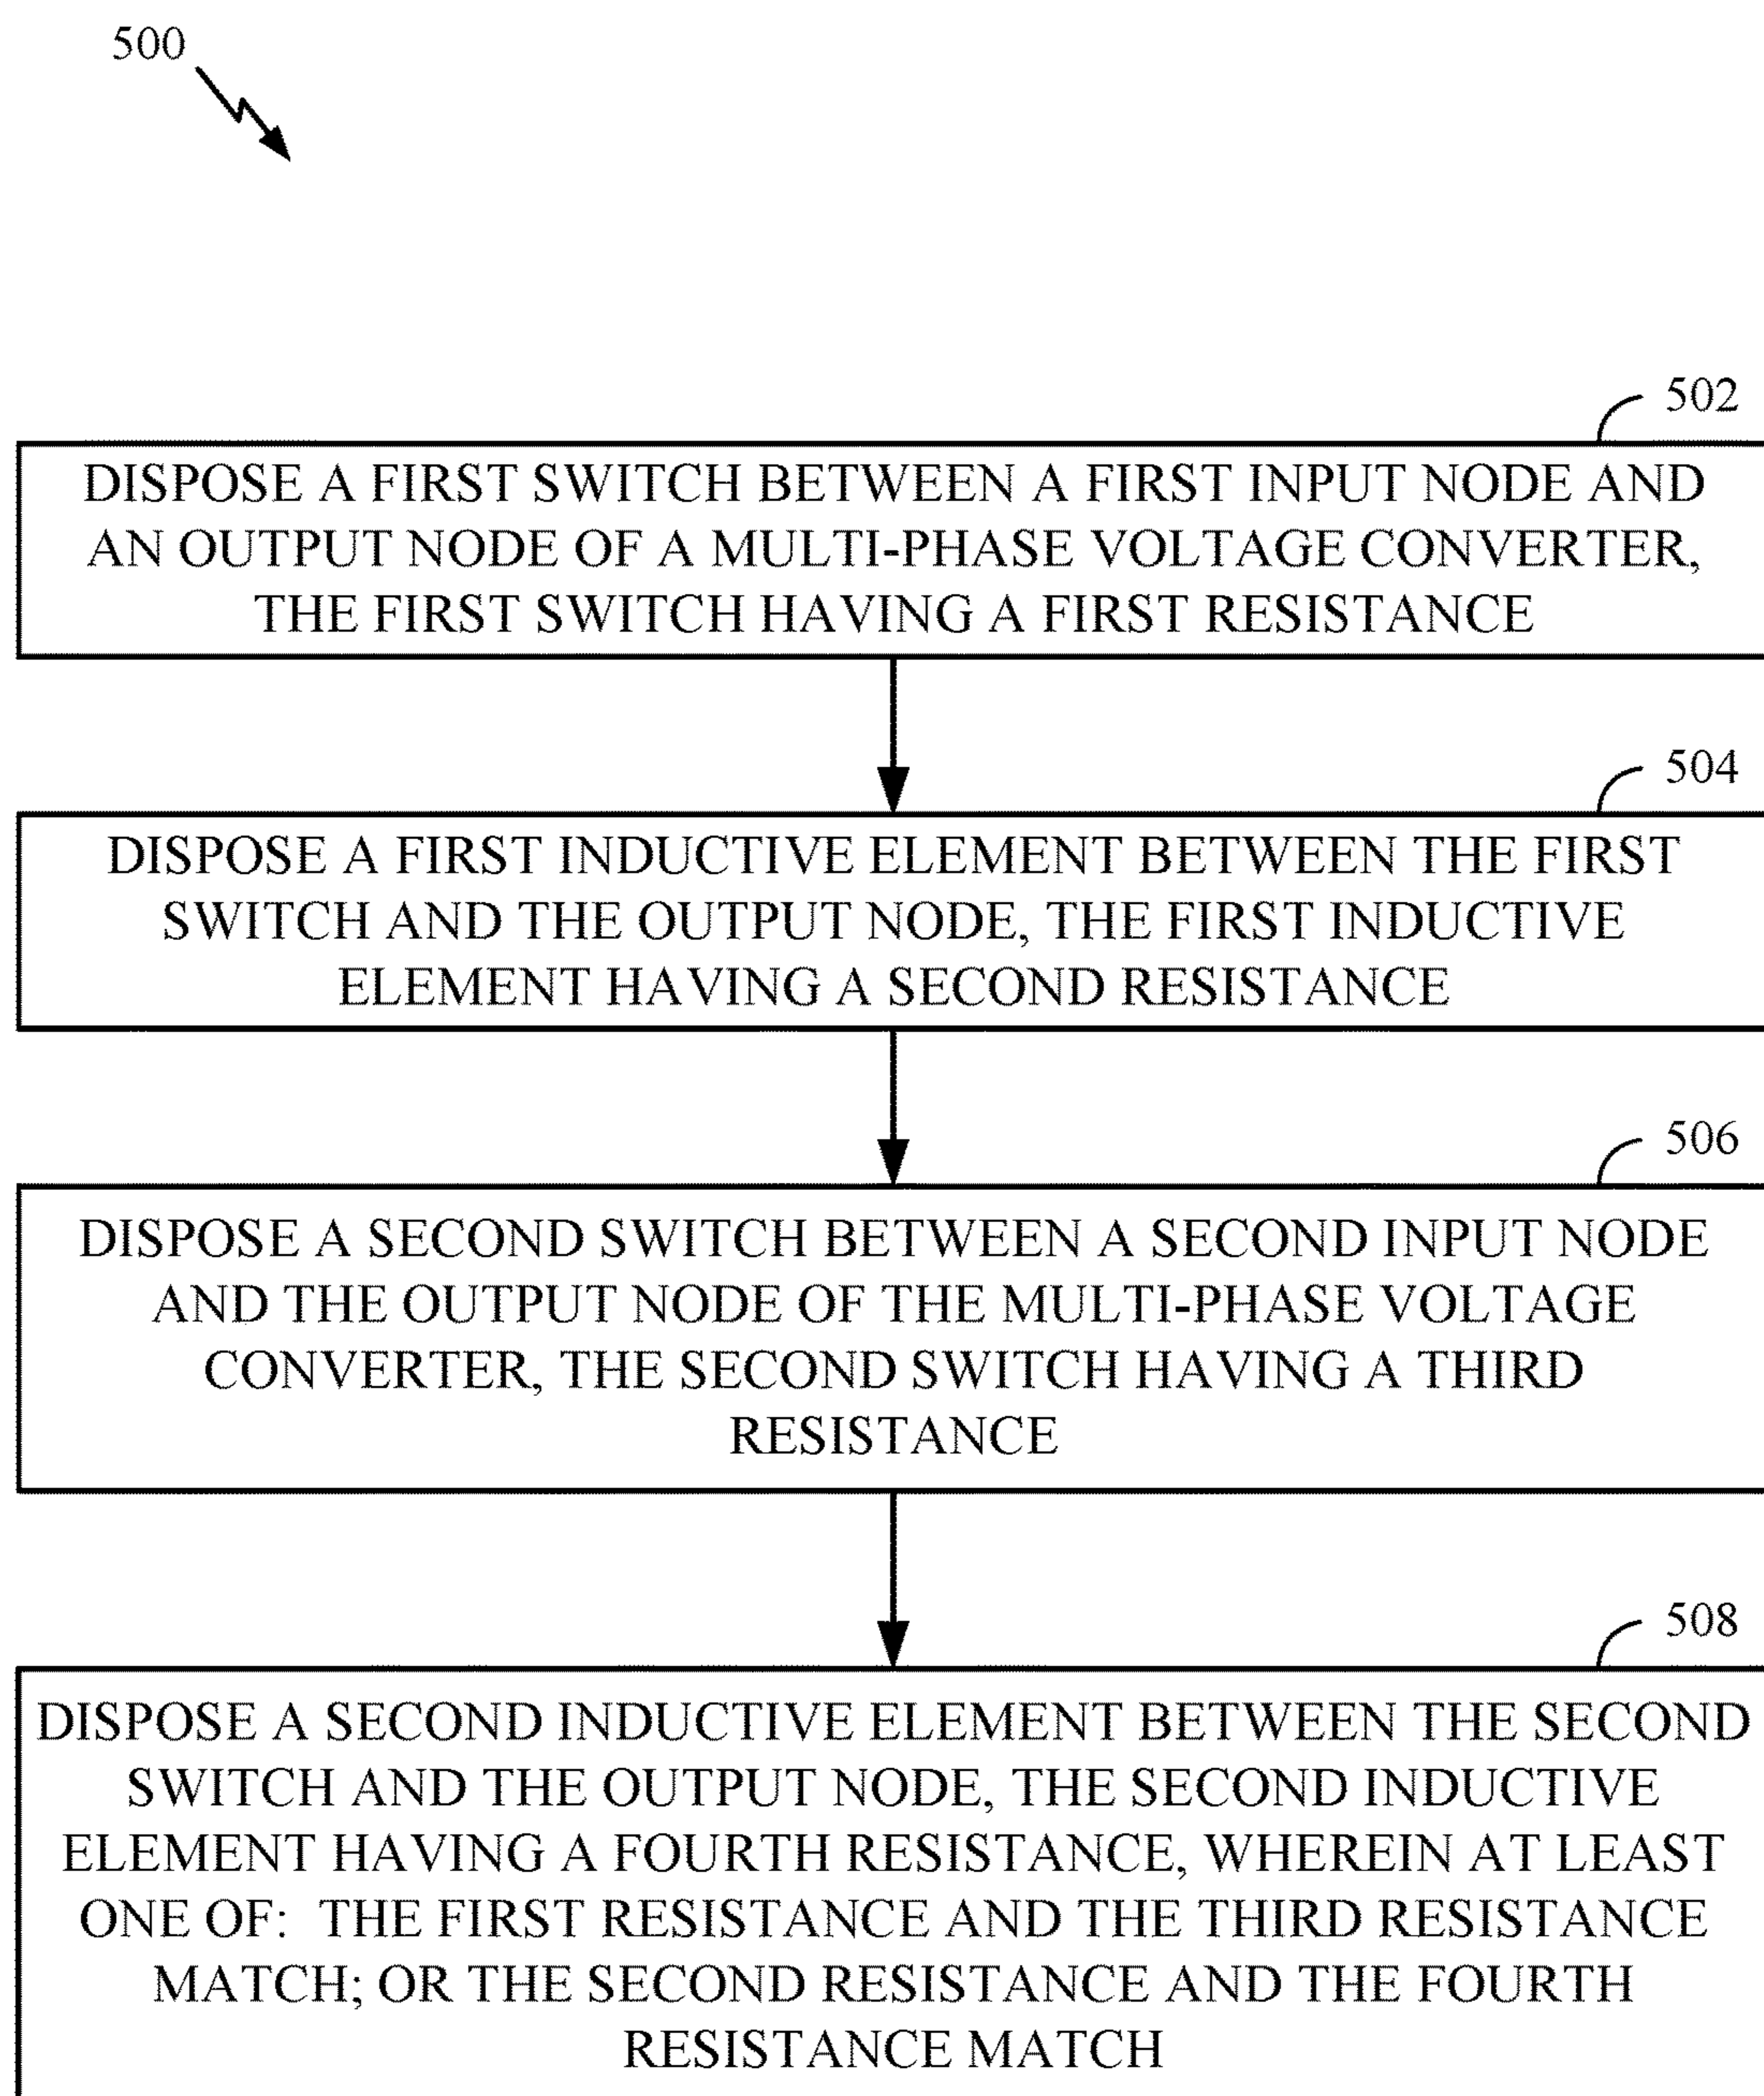 500
502
DISPOSE A FIRST SWITCH BETWEEN A FIRST INPUT NODE AND
AN OUTPUT NODE OF A MULTI-PHASE VOLTAGE CONVERTER,
THE FIRST SWITCH HAVING A FIRST RESISTANCE
504
DISPOSE A FIRST INDUCTIVE ELEMENT BETWEEN THE FIRST
SWITCH AND THE OUTPUT NODE, THE FIRST INDUCTIVE
ELEMENT HAVING A SECOND RESISTANCE
506
DISPOSE A SECOND SWITCH BETWEEN A SECOND INPUT NODE
AND THE OUTPUT NODE OF THE MULTI-PHASE VOLTAGE
CONVERTER, THE SECOND SWITCH HAVING A THIRD
RESISTANCE
508
DISPOSE A SECOND INDUCTIVE ELEMENT BETWEEN THE SECOND
SWITCH AND THE OUTPUT NODE, THE SECOND INDUCTIVE
ELEMENT HAVING A FOURTH RESISTANCE, WHEREIN AT LEAST
ONE OF: THE FIRST RESISTANCE AND THE THIRD RESISTANCE
MATCH; OR THE SECOND RESISTANCE AND THE FOURTH
RESISTANCE MATCH